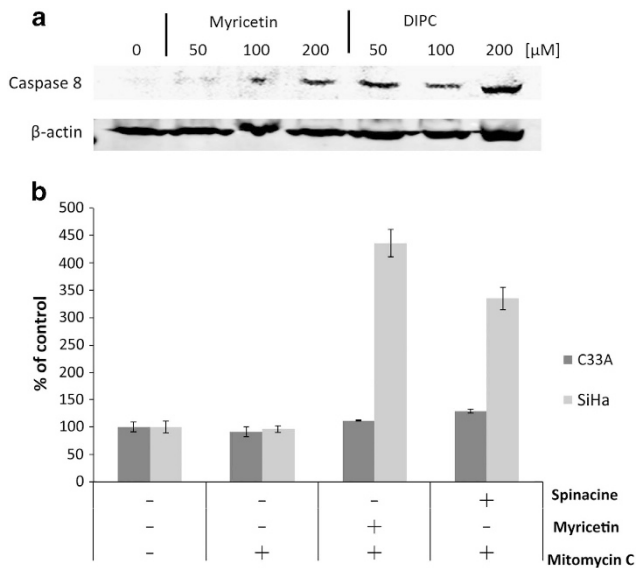 a
Myricetin DIPC
0 50 100 200 50 100 200 [μM]
Caspase 8
β-actin
b
500
450
400
350
300
250
200
150
100
50
0
% of control
C33A
SiHa
- - - + Spinacine
- - + - Myricetin
- + + + Mitomycin C